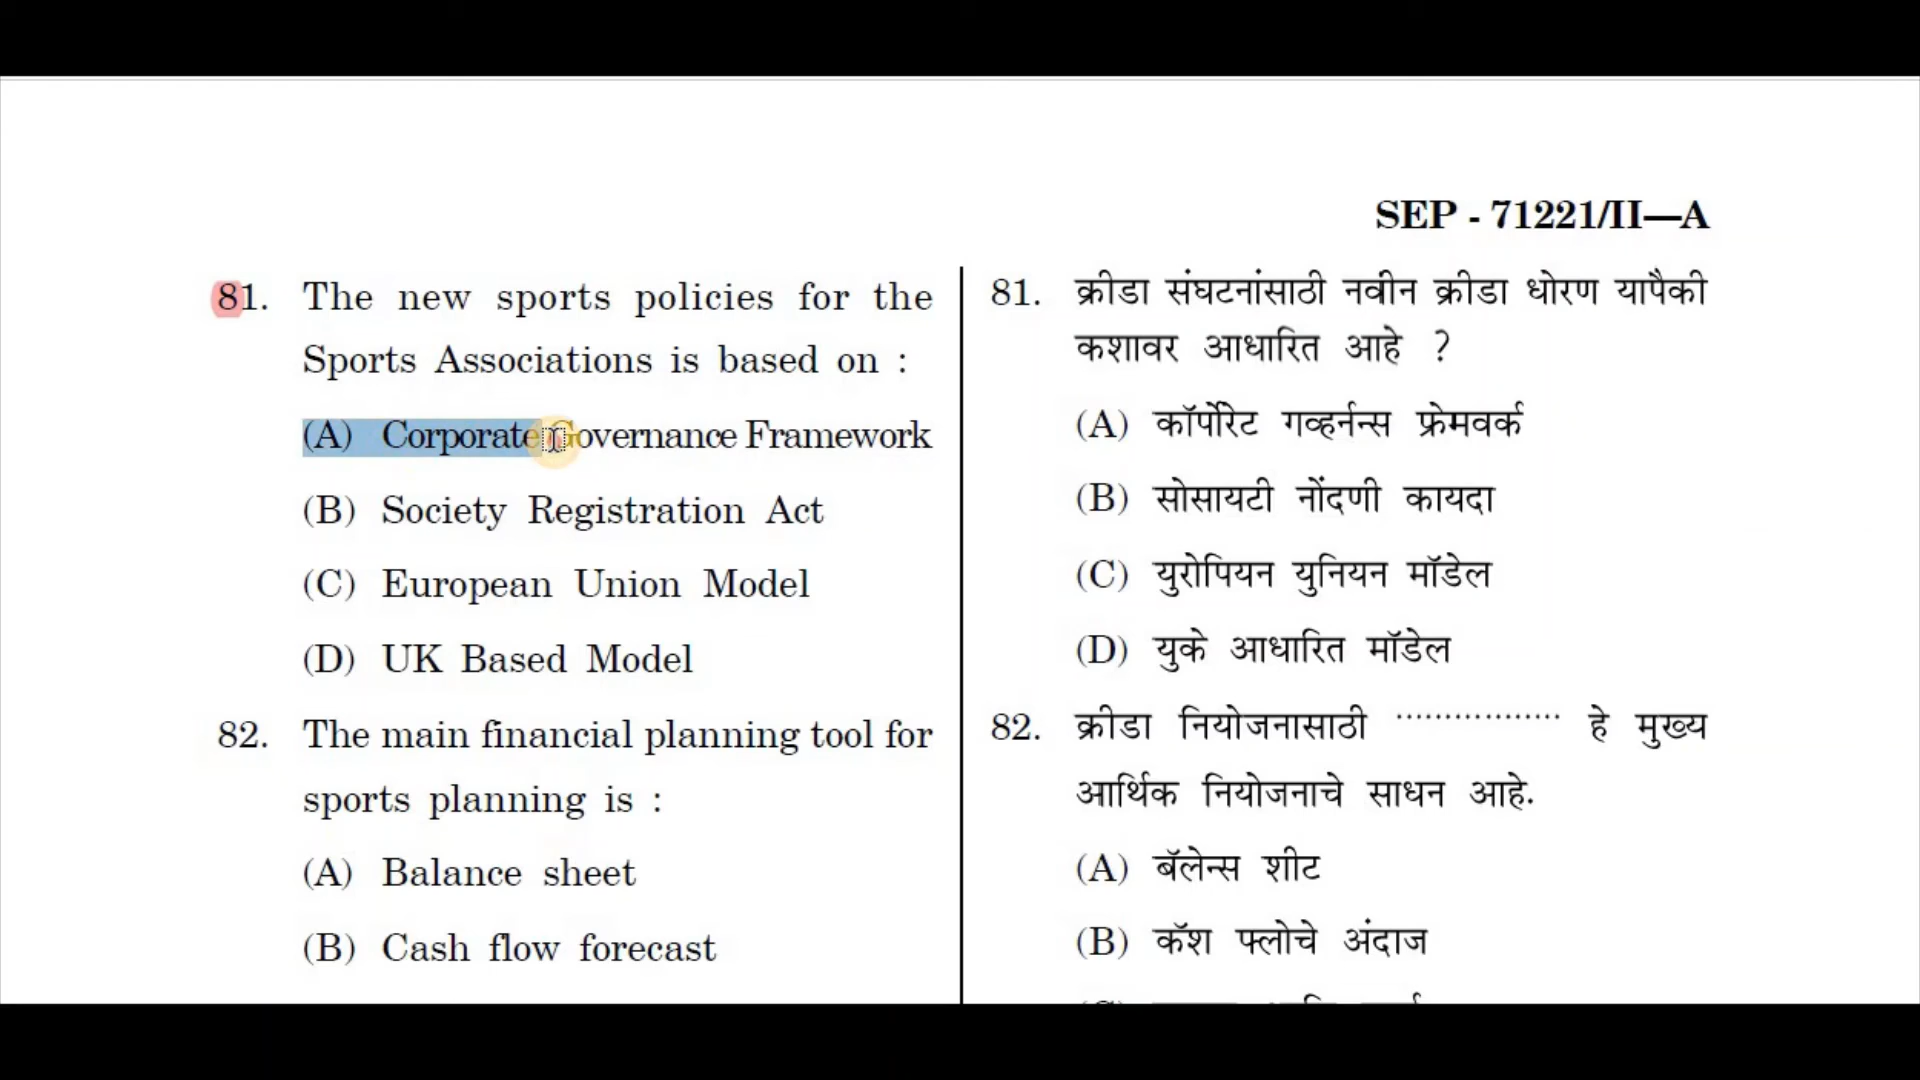 SEP - 71221/II—A
81. The new sports policies for the
Sports Associations is based on :
(A) Corporate Governance Framework
(B) Society Registration Act
(C) European Union Model
(D) UK Based Model
82. The main financial planning tool for
sports planning is :
(A) Balance sheet
(B) Cash flow forecast
81. क्रीडा संघटनांसाठी नवीन क्रीडा धोरण यापैकी
कशावर आधारित आहे ?
(A) कॉर्पोरेट गव्हर्नन्स फ्रेमवर्क
(B) सोसायटी नोंदणी कायदा
(C) युरोपियन युनियन मॉडेल
(D) युके आधारित मॉडेल
82. क्रीडा नियोजनासाठी ................. हे मुख्य
आर्थिक नियोजनाचे साधन आहे.
(A) बॅलेन्स शीट
(B) कॅश फ्लोचे अंदाज